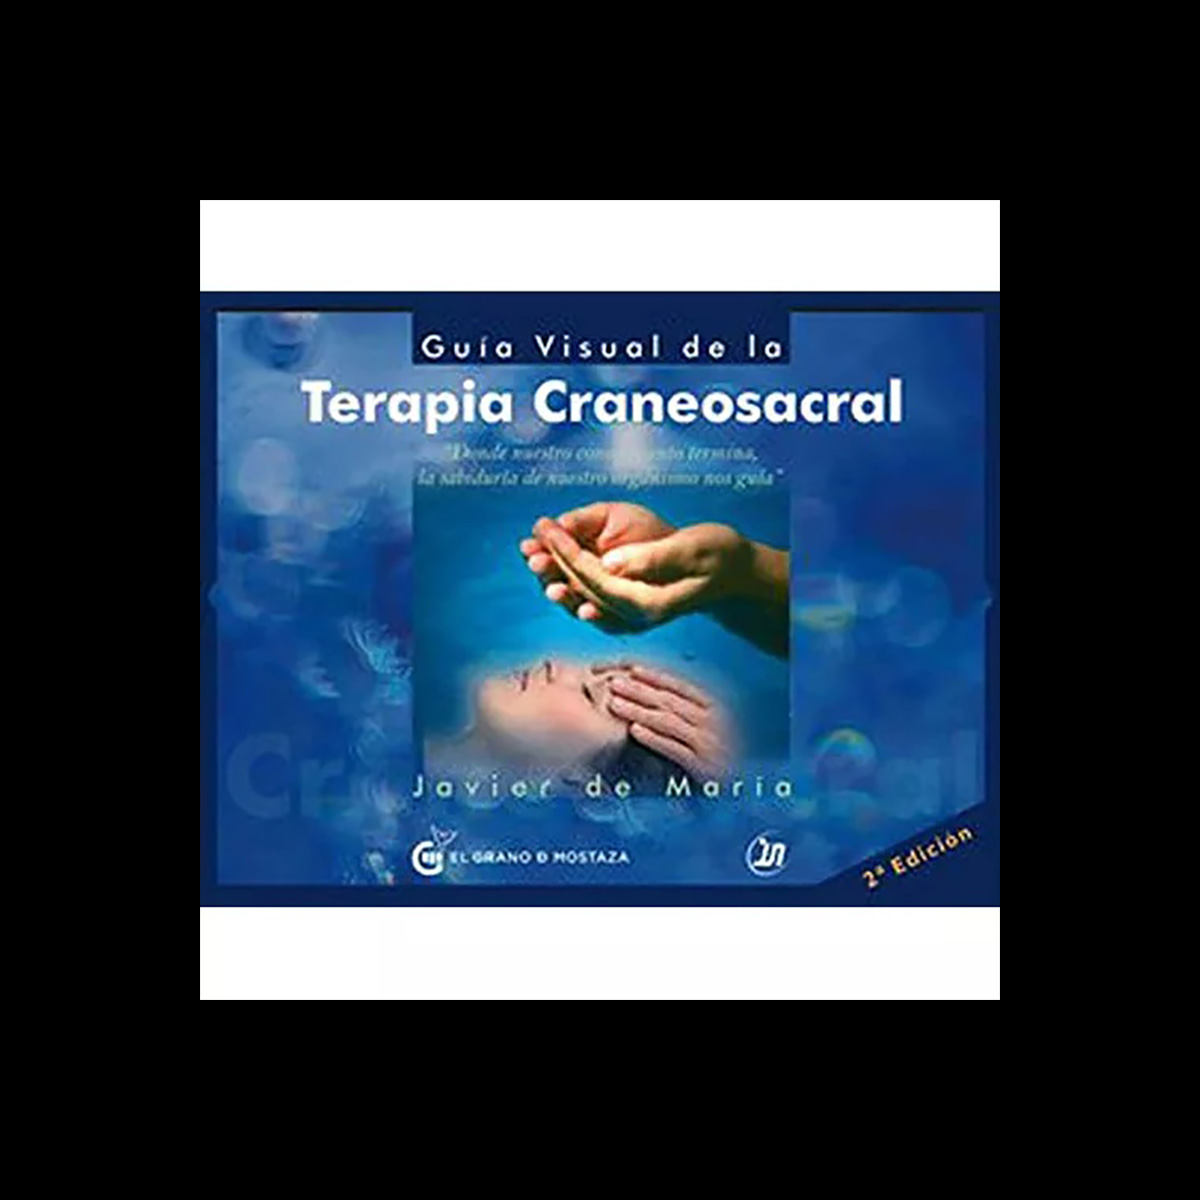 Guía Visual de la
Terapia Craneosacral
"Donde nuestro conocimiento termina,
la sabiduría de nuestro organismo nos guía"
Javier de María
EL GRANO D MOSTAZA
2ª Edición